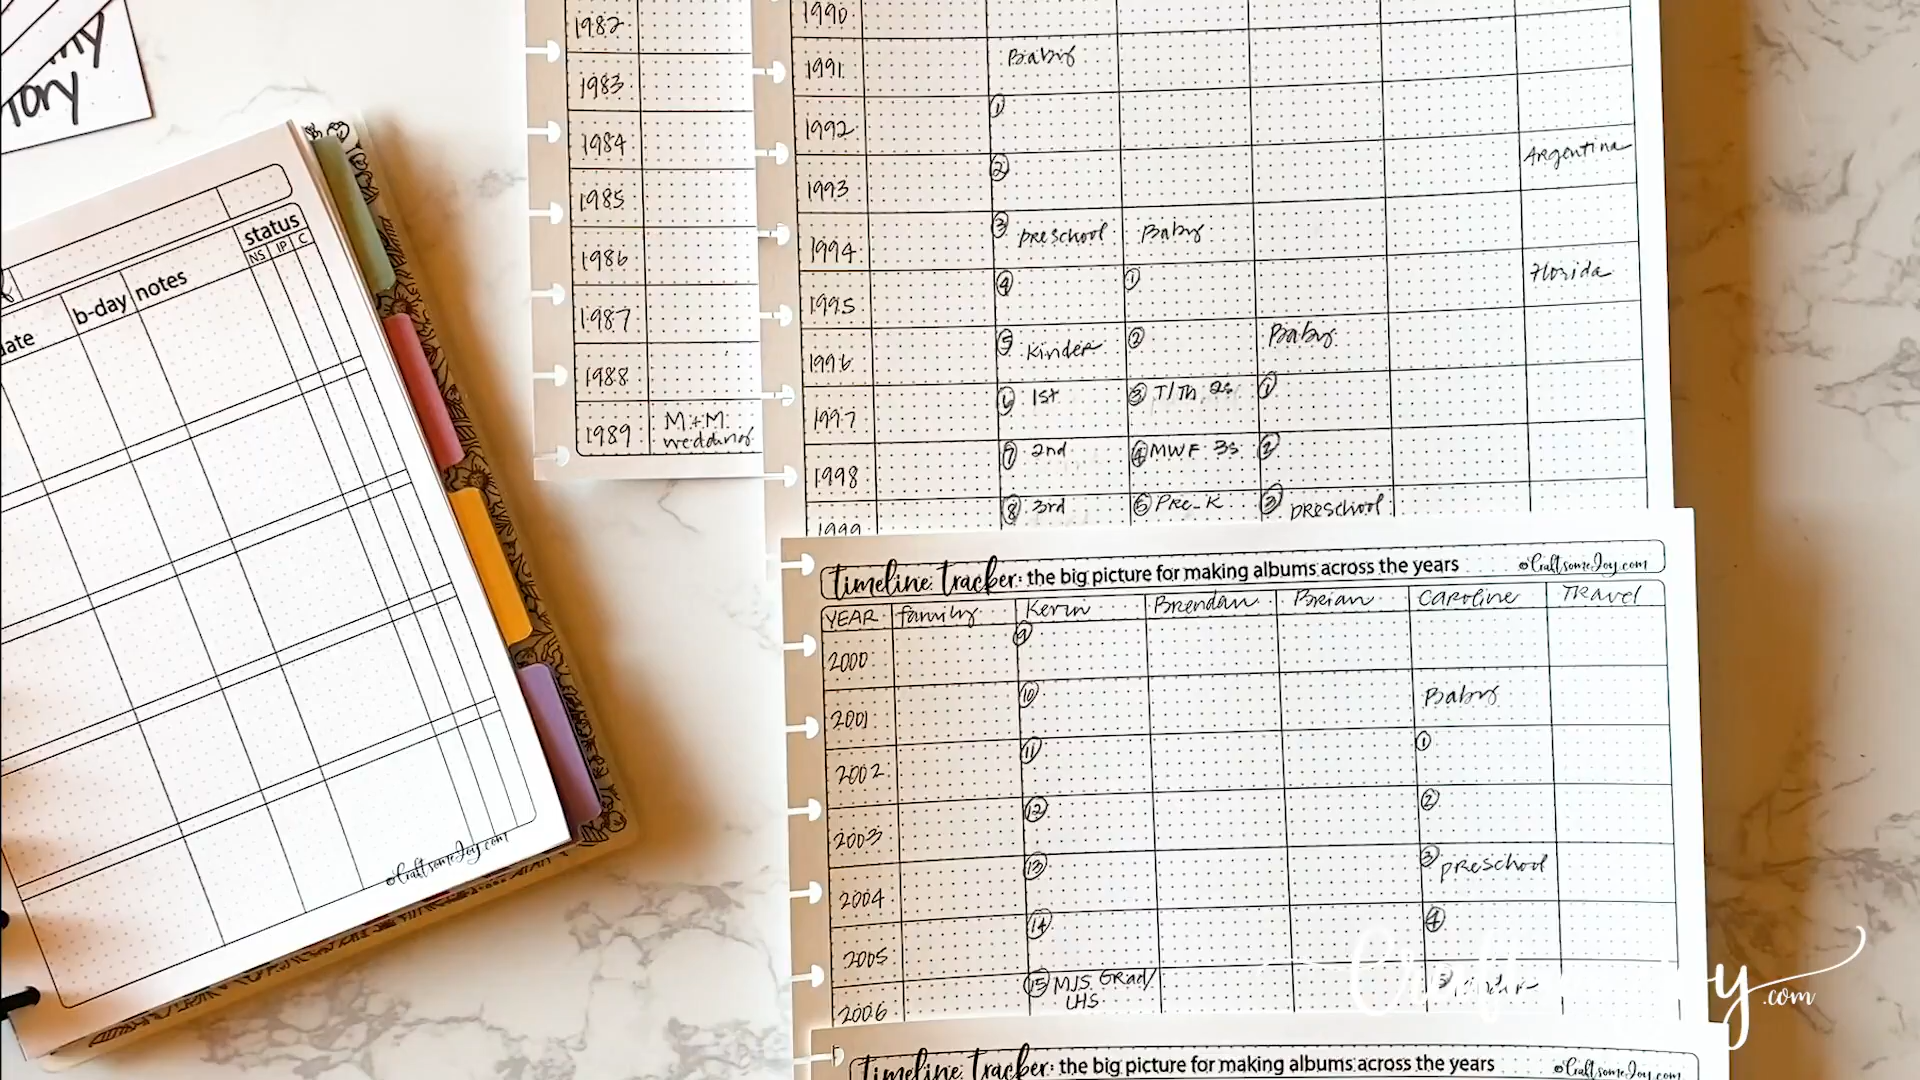 tory
status
NS IP C
b-day notes
©CraftsomeJoy.com
1982
1983
1984
1985
1986
1987
1988
1989 M+M
wedding
1990
1991 Baby
1992 ①
1993 ② Argentina
1994 ③ preschool Baby
1995 ④ ① Florida
1996 ⑤ Kinder ② Baby
1997 ⑥ 1st ③ T/Th 2s ①
1998 ⑦ 2nd ④ MWF 3s ②
1999 ⑧ 3rd ⑤ Pre-K ③ preschool
timeline tracker: the big picture for making albums across the years ©CraftsomeJoy.com
YEAR family Kevin Brendan Brian Caroline Travel
2000 ⑨
2001 ⑩ Baby
2002 ⑪ ①
2003 ⑫ ②
2004 ⑬ ③ preschool
2005 ⑭ ④
2006 ⑮ MJS Grad/
LHS
timeline tracker: the big picture for making albums across the years ©CraftsomeJoy.com